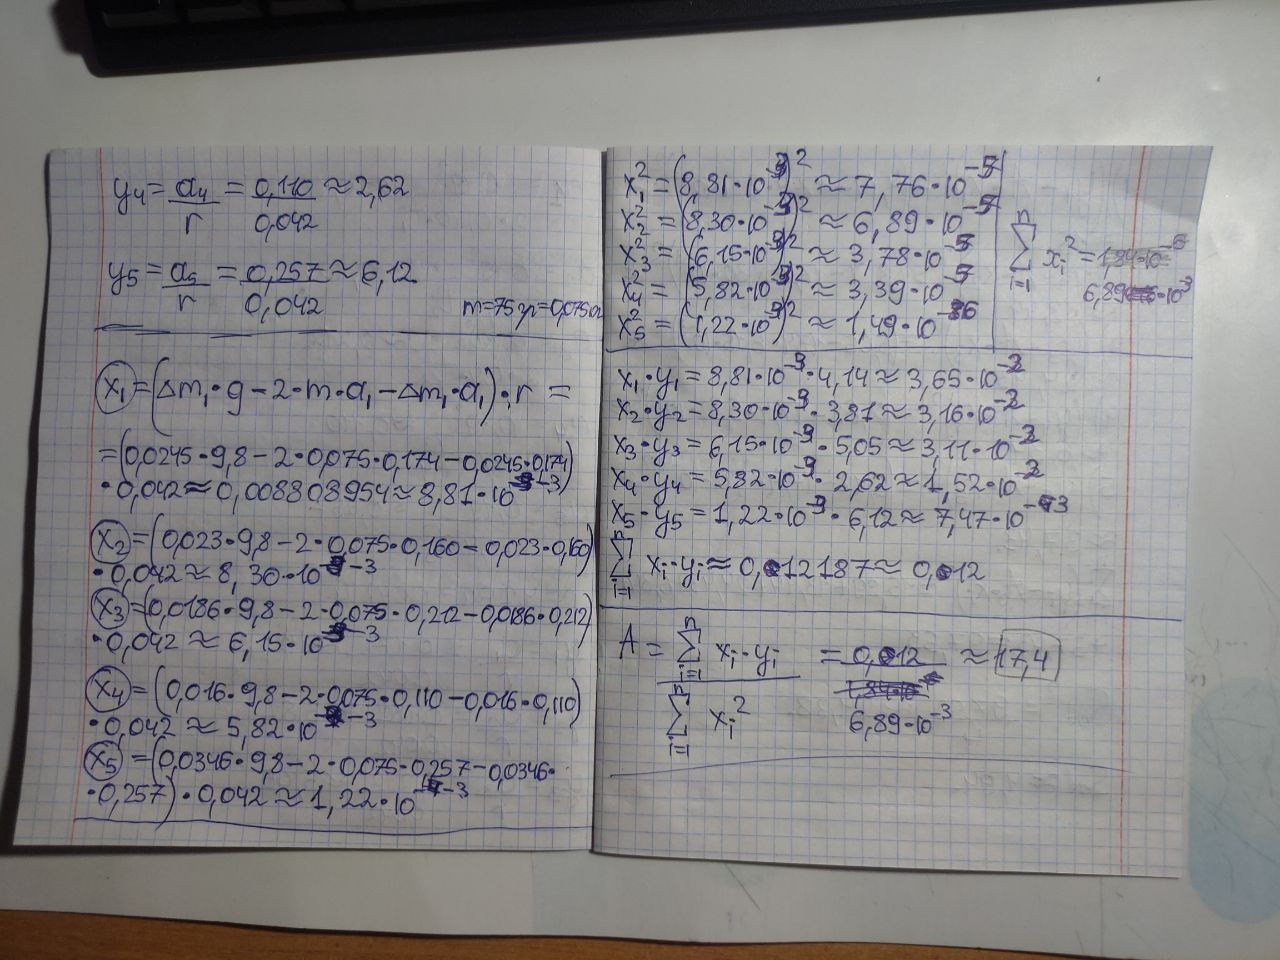 y₄ = a₄/r = 0,110/0,042 ≈ 2,62
y₅ = a₅/r = 0,257/0,042 ≈ 6,12
m=75 гр=0,075 кг
x₁ = (Δm₁·g − 2·m·a₁ − Δm₁·a₁)·r =
= (0,0245·9,8 − 2·0,075·0,174 − 0,0245·0,174)
·0,042 ≈ 0,008808954 ≈ 8,81·10⁻³
x₂ = (0,023·9,8 − 2·0,075·0,160 − 0,023·0,160)
·0,042 ≈ 8,30·10⁻³
x₃ = (0,0186·9,8 − 2·0,075·0,212 − 0,0186·0,212)
·0,042 ≈ 6,15·10⁻³
x₄ = (0,016·9,8 − 2·0,075·0,110 − 0,016·0,110)
·0,042 ≈ 5,82·10⁻³
x₅ = (0,0346·9,8 − 2·0,075·0,257 − 0,0346·
·0,257)·0,042 ≈ 1,22·10⁻³
x₁² = (8,81·10⁻³)² ≈ 7,76·10⁻⁵
x₂² = (8,30·10⁻³)² ≈ 6,89·10⁻⁵
x₃² = (6,15·10⁻³)² ≈ 3,78·10⁻⁵
x₄² = (5,82·10⁻³)² ≈ 3,39·10⁻⁵
x₅² = (1,22·10⁻³)² ≈ 1,49·10⁻⁶
n∑i=1 xᵢ² =
6,89·10⁻³
x₁·y₁ = 8,81·10⁻³·4,14 ≈ 3,65·10⁻²
x₂·y₂ = 8,30·10⁻³·3,81 ≈ 3,16·10⁻²
x₃·y₃ = 6,15·10⁻³·5,05 ≈ 3,11·10⁻²
x₄·y₄ = 5,82·10⁻³·2,62 ≈ 1,52·10⁻²
x₅·y₅ = 1,22·10⁻³·6,12 ≈ 7,47·10⁻³
n∑i=1 xᵢ·yᵢ ≈ 0,012187 ≈ 0,012
A = n∑i=1 xᵢ·yᵢ / n∑i=1 xᵢ² = 0,012 / 6,89·10⁻³ ≈ 17,4